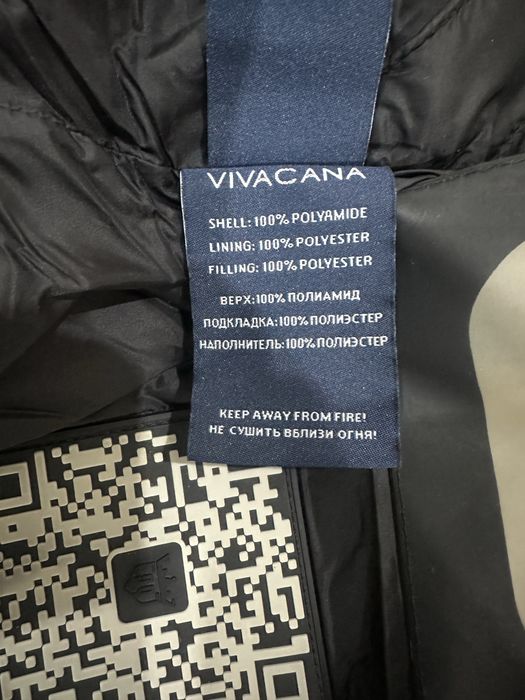 VIVACANA
SHELL: 100% POLYAMIDE
LINING: 100% POLYESTER
FILLING: 100% POLYESTER
ВЕРХ:100% ПОЛИАМИД
ПОДКЛАДКА:100% ПОЛИЭСТЕР
НАПОЛНИТЕЛЬ:100% ПОЛИЭСТЕР
KEEP AWAY FROM FIRE!
НЕ СУШИТЬ ВБЛИЗИ ОГНЯ!